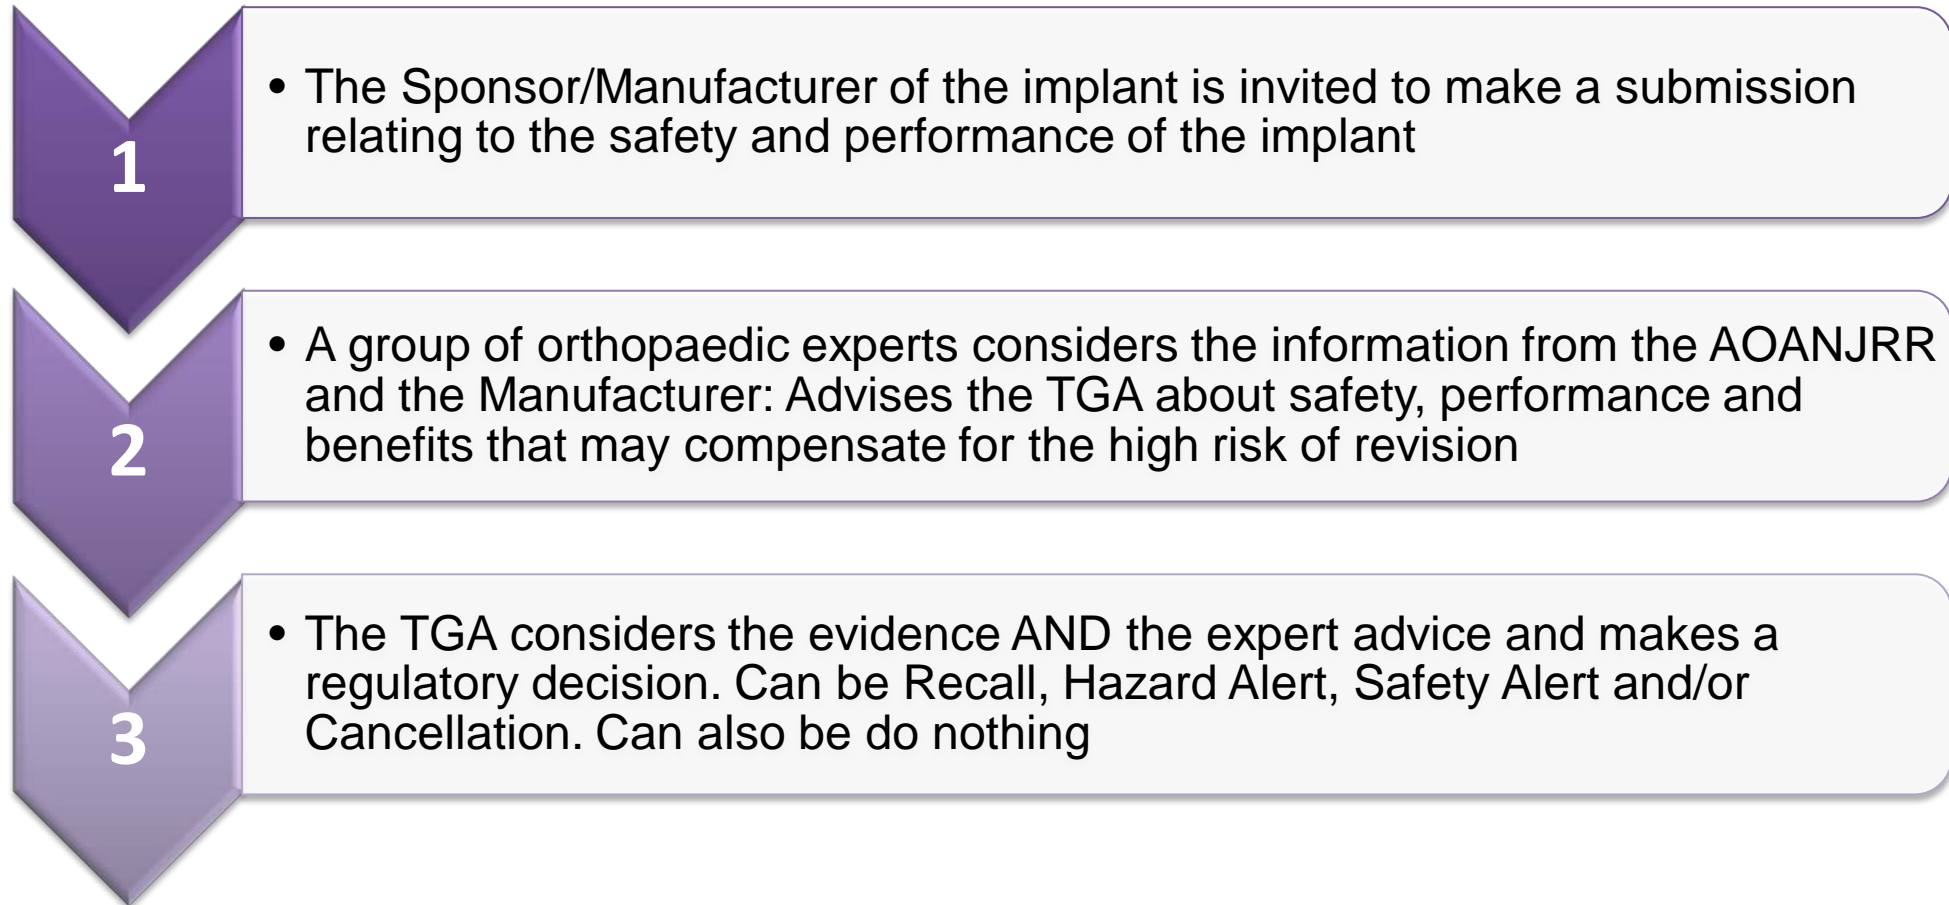 1
• The Sponsor/Manufacturer of the implant is invited to make a submission
relating to the safety and performance of the implant
2
• A group of orthopaedic experts considers the information from the AOANJRR
and the Manufacturer: Advises the TGA about safety, performance and
benefits that may compensate for the high risk of revision
3
• The TGA considers the evidence AND the expert advice and makes a
regulatory decision. Can be Recall, Hazard Alert, Safety Alert and/or
Cancellation. Can also be do nothing